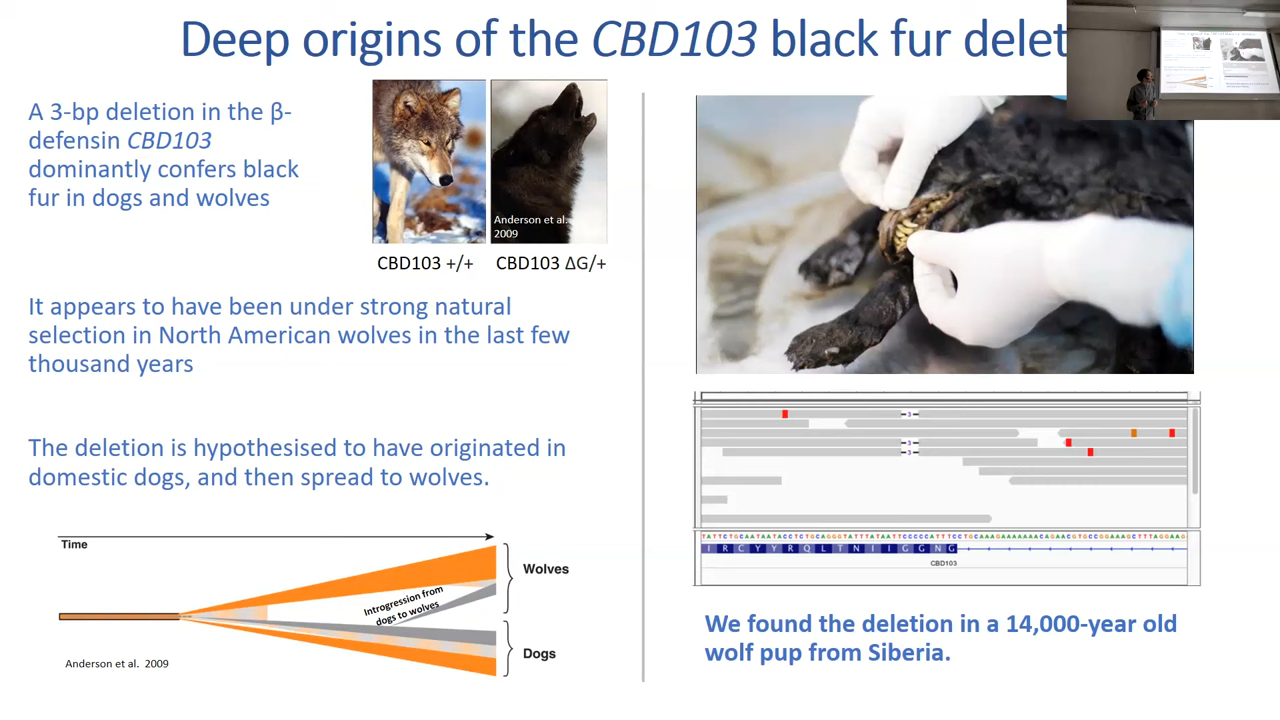 Deep origins of the CBD103 black fur delet
A 3-bp deletion in the β-
defensin CBD103
dominantly confers black
fur in dogs and wolves
Anderson et al.
2009
CBD103 +/+
CBD103 ΔG/+
It appears to have been under strong natural
selection in North American wolves in the last few
thousand years
The deletion is hypothesised to have originated in
domestic dogs, and then spread to wolves.
Time
Wolves
Introgression from
dogs to wolves
Dogs
Anderson et al. 2009
3
3
3
I R C Y Y R Q L T N I I G G N G
CBD103
We found the deletion in a 14,000-year old
wolf pup from Siberia.